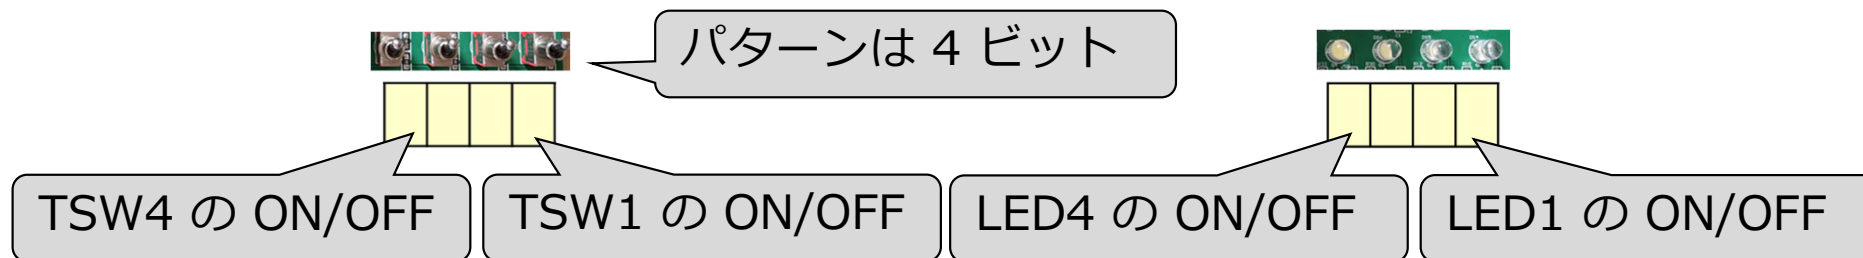 パターンは 4 ビット
TSW4 の ON/OFF
TSW1 の ON/OFF
LED4 の ON/OFF
LED1 の ON/OFF